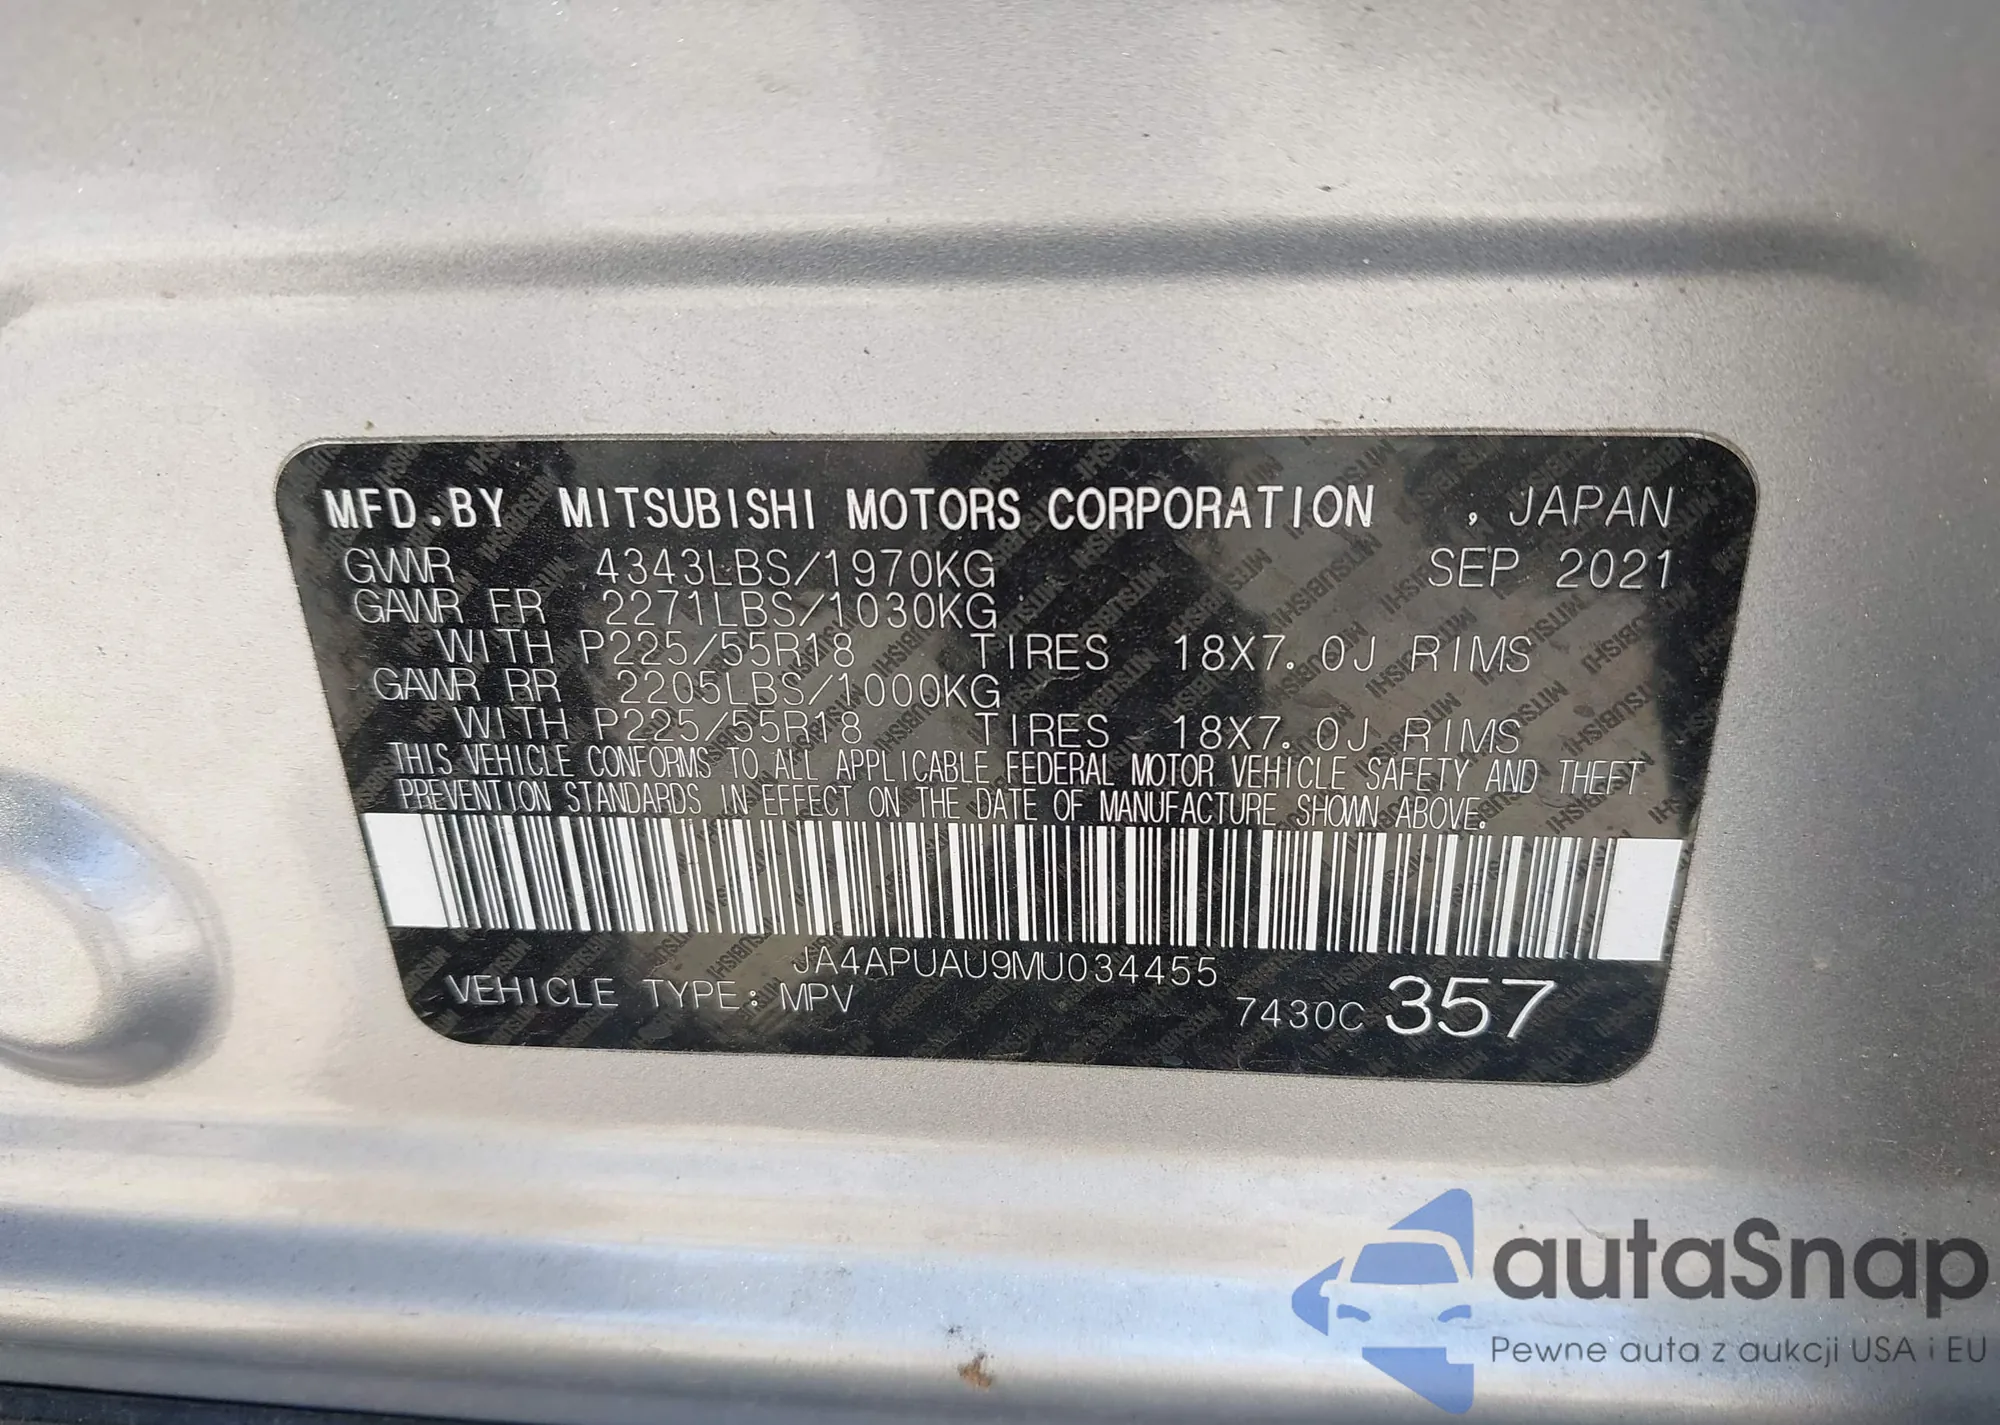 MFD.BY MITSUBISHI MOTORS CORPORATION , JAPAN
GVWR 4343LBS/1970KG SEP 2021
GAWR FR 2271LBS/1030KG
WITH P225/55R18 TIRES 18X7.0J RIMS
GAWR RR 2205LBS/1000KG
WITH P225/55R18 TIRES 18X7.0J RIMS
THIS VEHICLE CONFORMS TO ALL APPLICABLE FEDERAL MOTOR VEHICLE SAFETY AND THEFT
PREVENTION STANDARDS IN EFFECT ON THE DATE OF MANUFACTURE SHOWN ABOVE.
JA4APUAU9MU034455
VEHICLE TYPE: MPV 7430C 357
autaSnap
Pewne auta z aukcji USA i EU